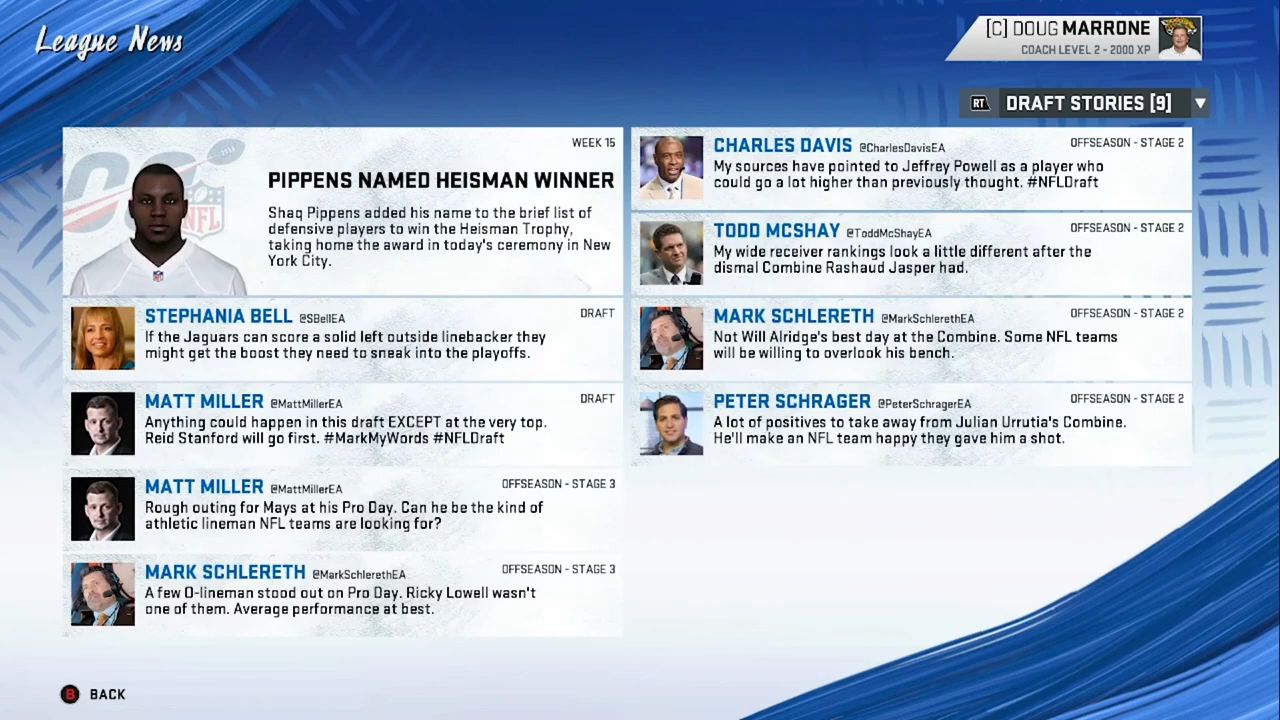 League News
[C] DOUG MARRONE
COACH LEVEL 2 - 2000 XP
RT DRAFT STORIES [9]
WEEK 15
PIPPENS NAMED HEISMAN WINNER
Shaq Pippens added his name to the brief list of
defensive players to win the Heisman Trophy,
taking home the award in today's ceremony in New
York City.
NFL
STEPHANIA BELL @SBellEA DRAFT
If the Jaguars can score a solid left outside linebacker they
might get the boost they need to sneak into the playoffs.
MATT MILLER @MattMillerEA DRAFT
Anything could happen in this draft EXCEPT at the very top.
Reid Stanford will go first. #MarkMyWords #NFLDraft
MATT MILLER @MattMillerEA OFFSEASON - STAGE 3
Rough outing for Mays at his Pro Day. Can he be the kind of
athletic lineman NFL teams are looking for?
MARK SCHLERETH @MarkSchlerethEA OFFSEASON - STAGE 3
A few O-lineman stood out on Pro Day. Ricky Lowell wasn't
one of them. Average performance at best.
CHARLES DAVIS @CharlesDavisEA OFFSEASON - STAGE 2
My sources have pointed to Jeffrey Powell as a player who
could go a lot higher than previously thought. #NFLDraft
TODD MCSHAY @ToddMcShayEA OFFSEASON - STAGE 2
My wide receiver rankings look a little different after the
dismal Combine Rashaud Jasper had.
MARK SCHLERETH @MarkSchlerethEA OFFSEASON - STAGE 2
Not Will Alridge's best day at the Combine. Some NFL teams
will be willing to overlook his bench.
PETER SCHRAGER @PeterSchragerEA OFFSEASON - STAGE 2
A lot of positives to take away from Julian Urrutia's Combine.
He'll make an NFL team happy they gave him a shot.
B BACK